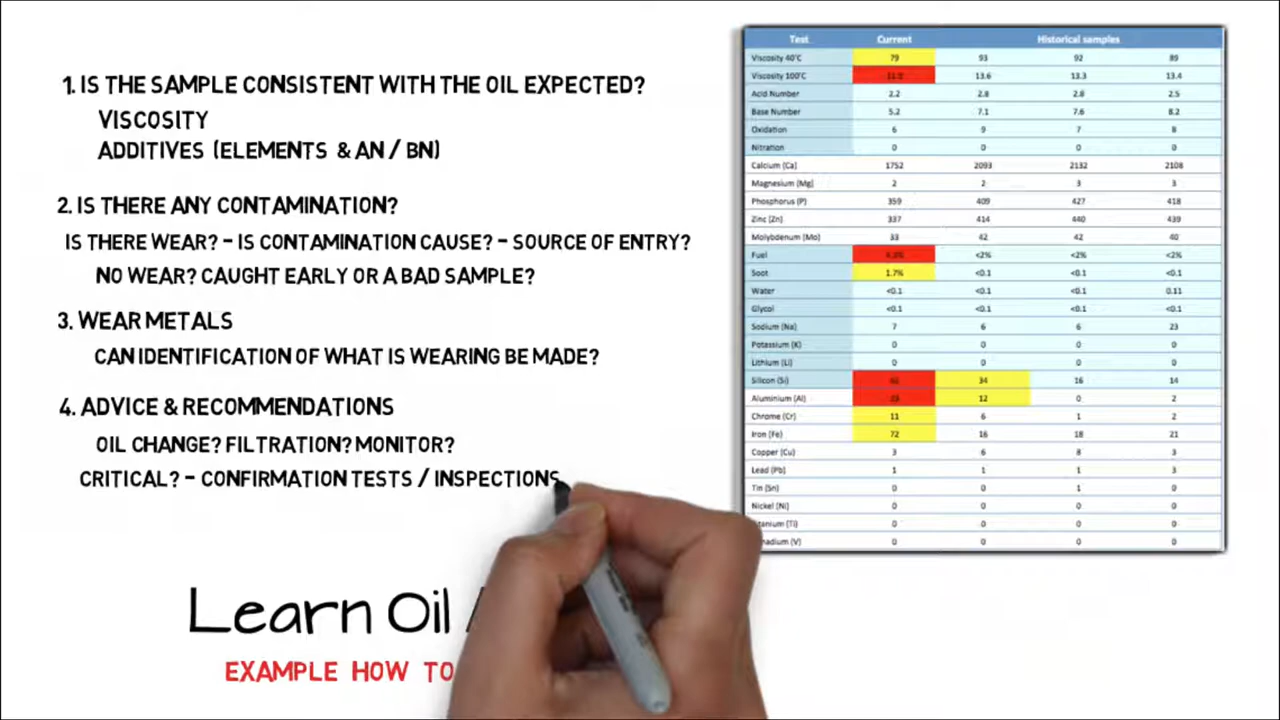 1. IS THE SAMPLE CONSISTENT WITH THE OIL EXPECTED?
VISCOSITY
ADDITIVES (ELEMENTS & AN / BN)
2. IS THERE ANY CONTAMINATION?
IS THERE WEAR? - IS CONTAMINATION CAUSE? - SOURCE OF ENTRY?
NO WEAR? CAUGHT EARLY OR A BAD SAMPLE?
3. WEAR METALS
CAN IDENTIFICATION OF WHAT IS WEARING BE MADE?
4. ADVICE & RECOMMENDATIONS
OIL CHANGE? FILTRATION? MONITOR?
CRITICAL? - CONFIRMATION TESTS / INSPECTIONS
Learn Oil
EXAMPLE HOW TO
Test Current Historical samples
Viscosity 40°C 79 93 92 89
Viscosity 100°C 13.6 13.3 13.4
Acid Number 2.2 2.8 2.8 2.5
Base Number 5.2 7.1 7.6 8.2
Oxidation 6 9 7 8
Nitration 0 0 0 0
Calcium (Ca) 1752 2093 2132 2108
Magnesium (Mg) 2 2 3 3
Phosphorus (P) 359 409 427 418
Zinc (Zn) 337 414 440 439
Molybdenum (Mo) 33 42 42 40
Fuel <2% <2% <2%
Soot 1.7% <0.1 <0.1 <0.1
Water <0.1 <0.1 <0.1 0.11
Glycol <0.1 <0.1 <0.1 <0.1
Sodium (Na) 7 6 6 23
Potassium (K) 0 0 0 0
Lithium (Li) 0 0 0 0
Silicon (Si) 34 16 14
Aluminium (Al) 12 0 2
Chrome (Cr) 11 6 1 2
Iron (Fe) 72 16 18 21
Copper (Cu) 3 6 8 3
Lead (Pb) 1 1 1 3
Tin (Sn) 0 0 1 0
Nickel (Ni) 0 0 0 0
tanium (Ti) 0 0 0 0
nadium (V) 0 0 0 0